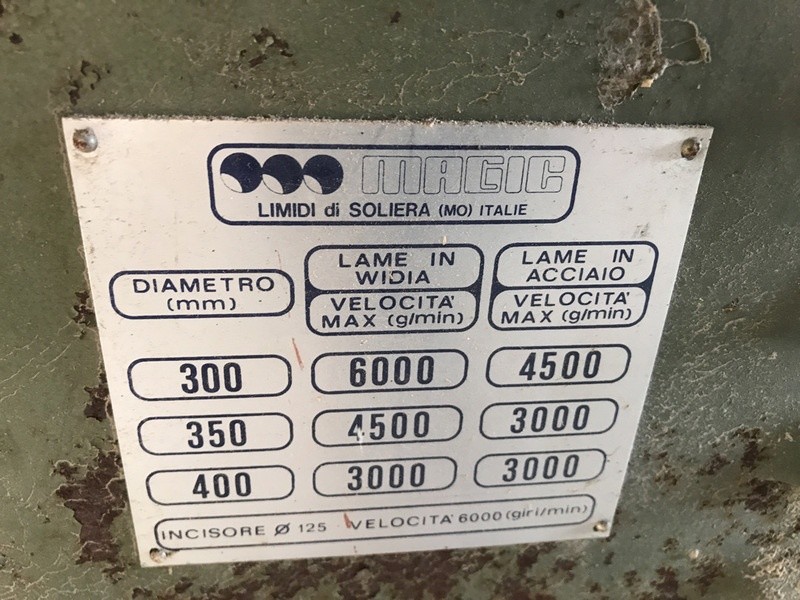 MAGIC
LIMIDI di SOLIERA (MO) ITALIE
DIAMETRO
(mm)
LAME IN
WIDIA
VELOCITA'
MAX (g/min)
LAME IN
ACCIAIO
VELOCITA'
MAX (g/min)
300 6000 4500
350 4500 3000
400 3000 3000
INCISORE Ø 125 VELOCITA' 6000 (giri/min)